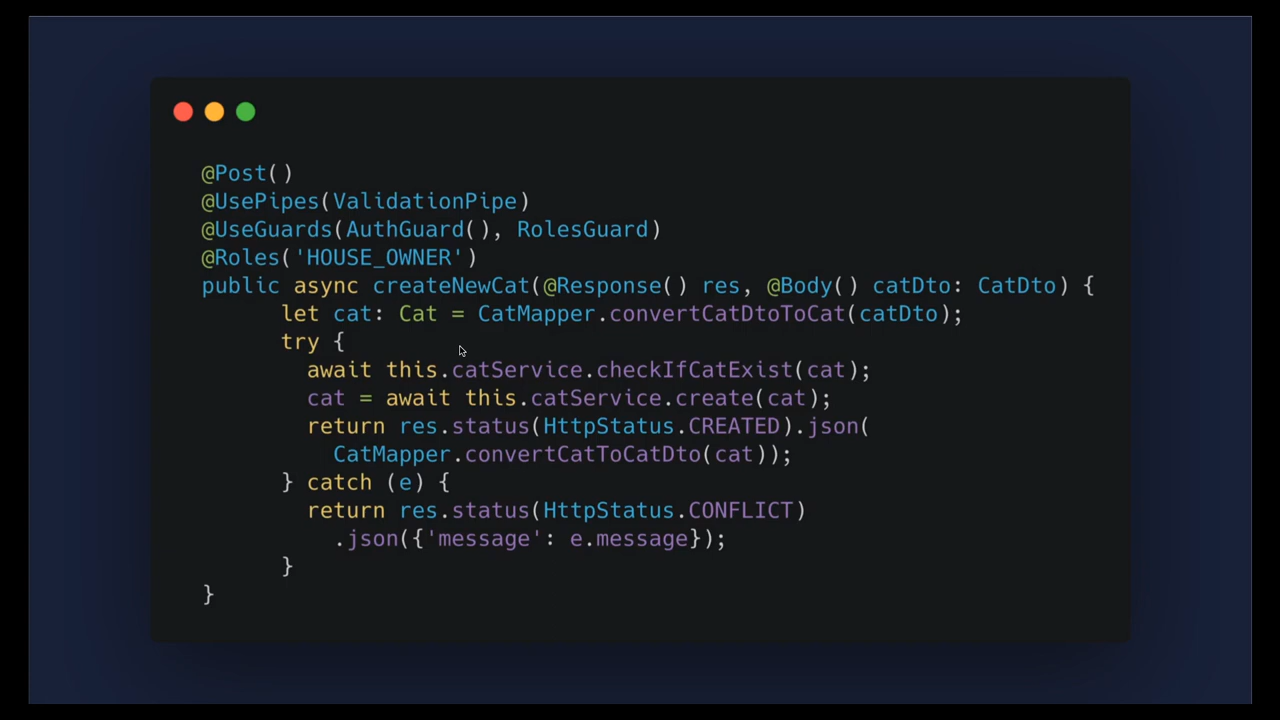 @Post()
@UsePipes(ValidationPipe)
@UseGuards(AuthGuard(), RolesGuard)
@Roles('HOUSE_OWNER')
public async createNewCat(@Response() res, @Body() catDto: CatDto) {
let cat: Cat = CatMapper.convertCatDtoToCat(catDto);
try {
await this.catService.checkIfCatExist(cat);
cat = await this.catService.create(cat);
return res.status(HttpStatus.CREATED).json(
CatMapper.convertCatToCatDto(cat));
} catch (e) {
return res.status(HttpStatus.CONFLICT)
.json({'message': e.message});
}
}